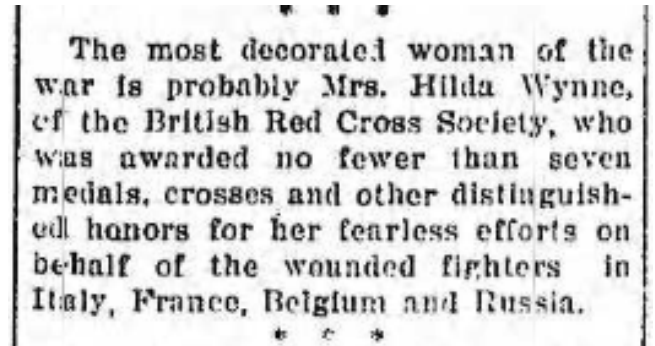 * * *
The most decorated woman of the
war is probably Mrs. Hilda Wynne,
of the British Red Cross Society, who
was awarded no fewer than seven
medals, crosses and other distinguish-
ed honors for her fearless efforts on
behalf of the wounded fighters in
Italy, France, Belgium and Russia.
* * *